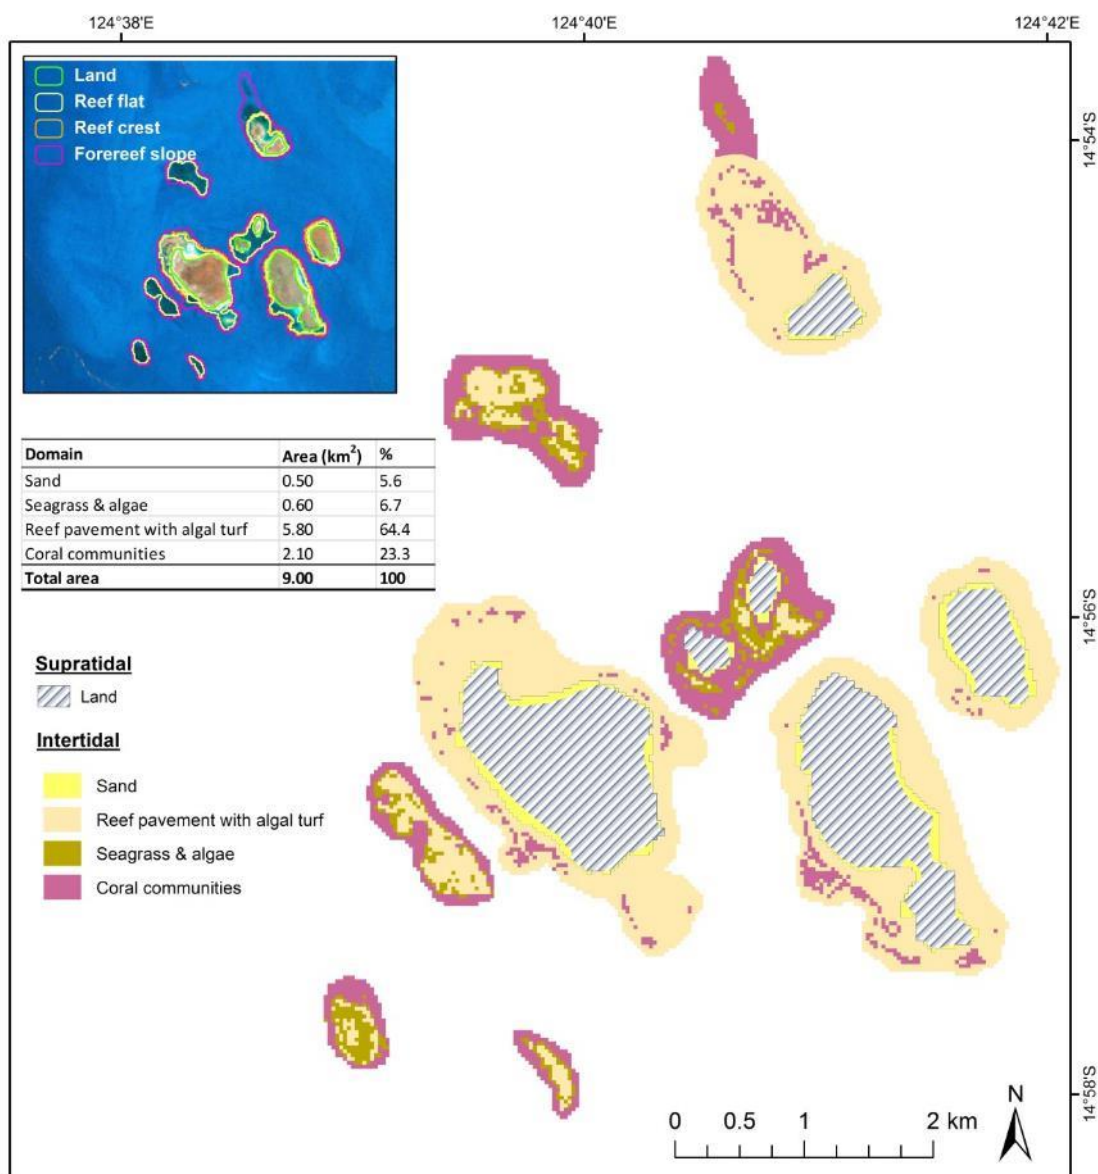 124°38'E 124°40'E 124°42'E
Land
Reef flat
Reef crest
Forereef slope
14°54'S
Domain Area (km²) %
Sand 0.50 5.6
Seagrass & algae 0.60 6.7
Reef pavement with algal turf 5.80 64.4
Coral communities 2.10 23.3
Total area 9.00 100
14°56'S
Supratidal
Land
Intertidal
Sand
Reef pavement with algal turf
Seagrass & algae
Coral communities
14°58'S
N
0 0.5 1 2 km